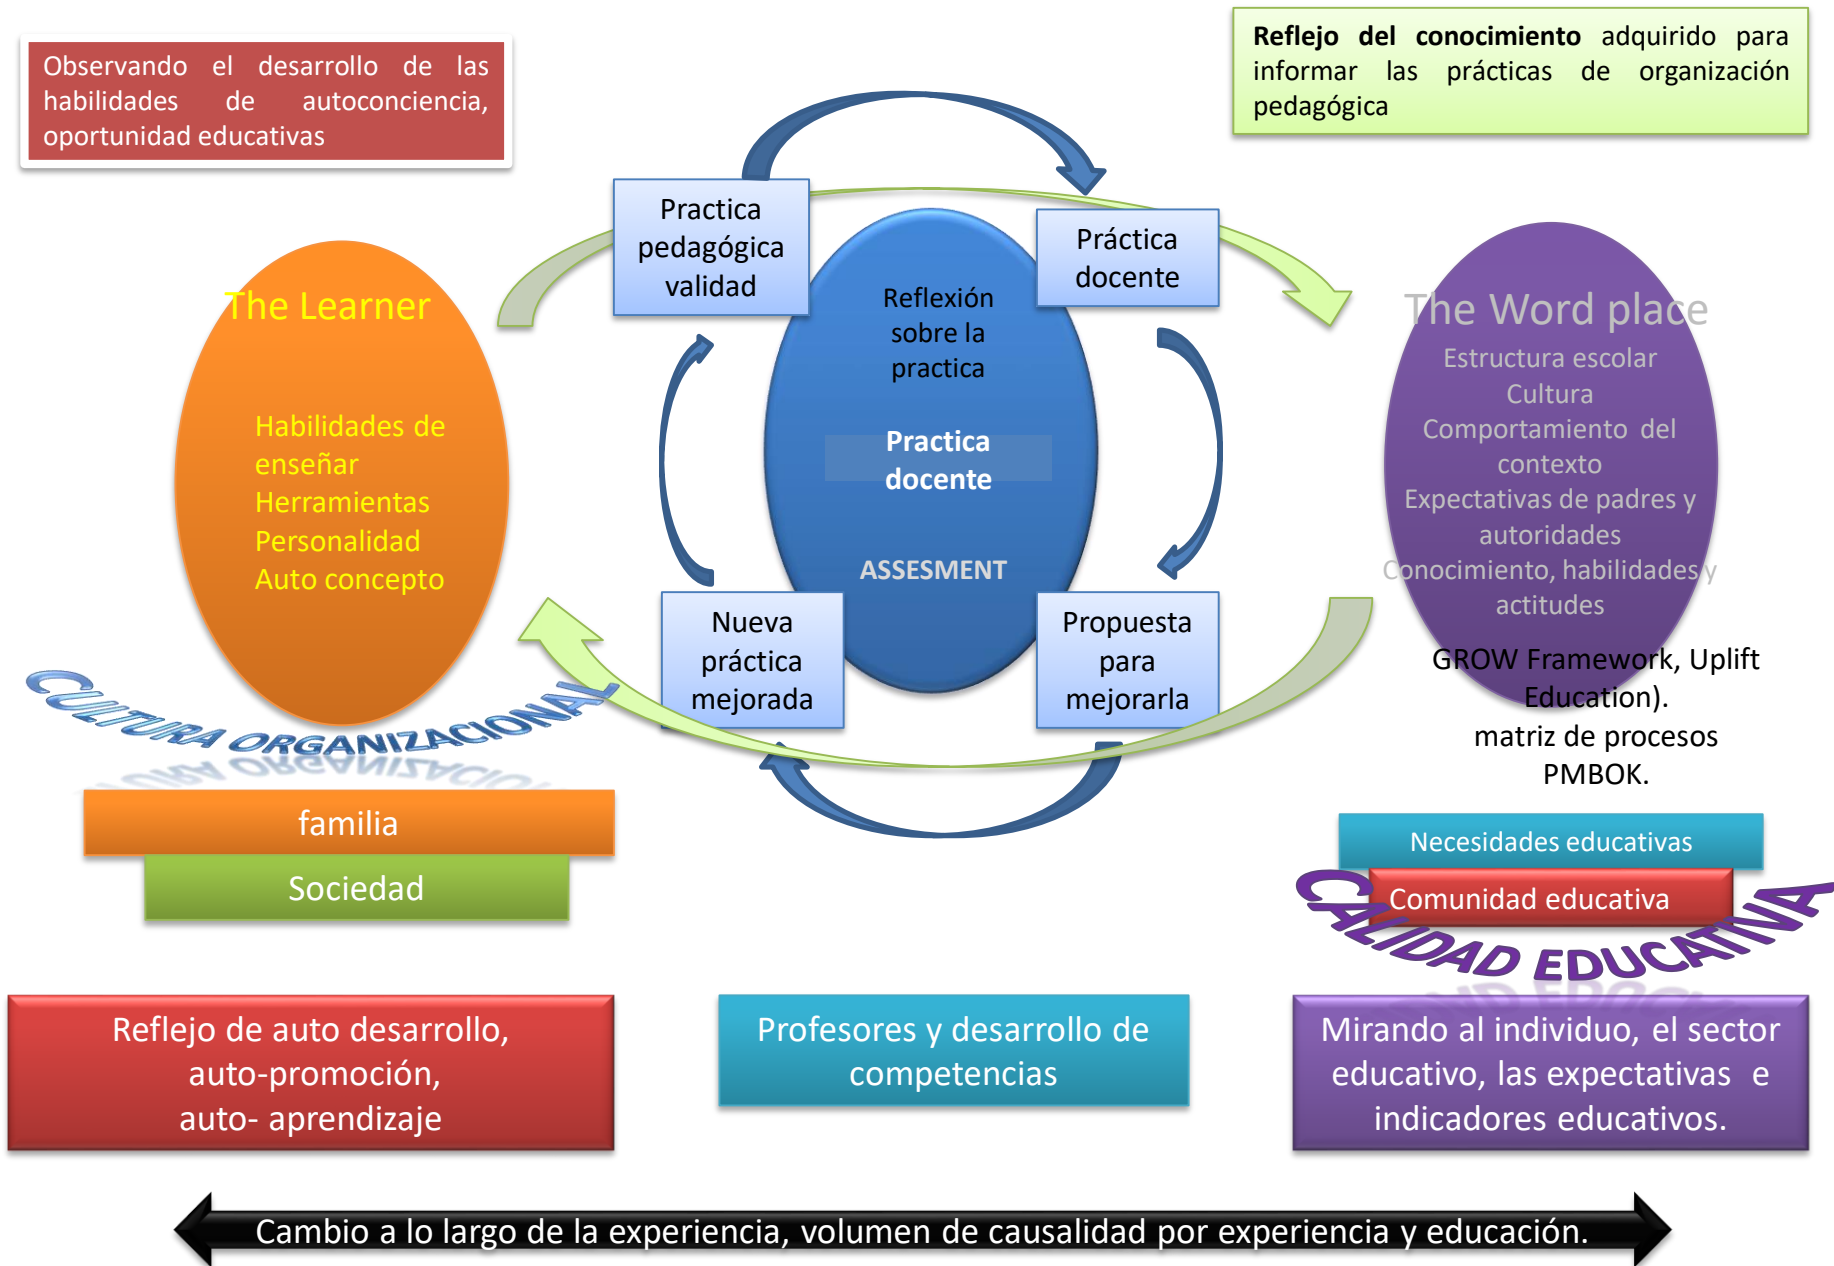 Observando el desarrollo de las
habilidades de autoconciencia,
oportunidad educativas
Reflejo del conocimiento adquirido para
informar las prácticas de organización
pedagógica
Practica
pedagógica
validad
Práctica
docente
The Learner
Habilidades de
enseñar
Herramientas
Personalidad
Auto concepto
Reflexión
sobre la
practica
Practica
docente
ASSESMENT
The Word place
Estructura escolar
Cultura
Comportamiento del
contexto
Expectativas de padres y
autoridades
Conocimiento, habilidades y
actitudes
GROW Framework, Uplift
Education).
matriz de procesos
PMBOK.
Nueva
práctica
mejorada
Propuesta
para
mejorarla
CULTURA ORGANIZACIONAL
familia
Sociedad
Necesidades educativas
Comunidad educativa
CALIDAD EDUCATIVA
Reflejo de auto desarrollo,
auto-promoción,
auto- aprendizaje
Profesores y desarrollo de
competencias
Mirando al individuo, el sector
educativo, las expectativas e
indicadores educativos.
Cambio a lo largo de la experiencia, volumen de causalidad por experiencia y educación.